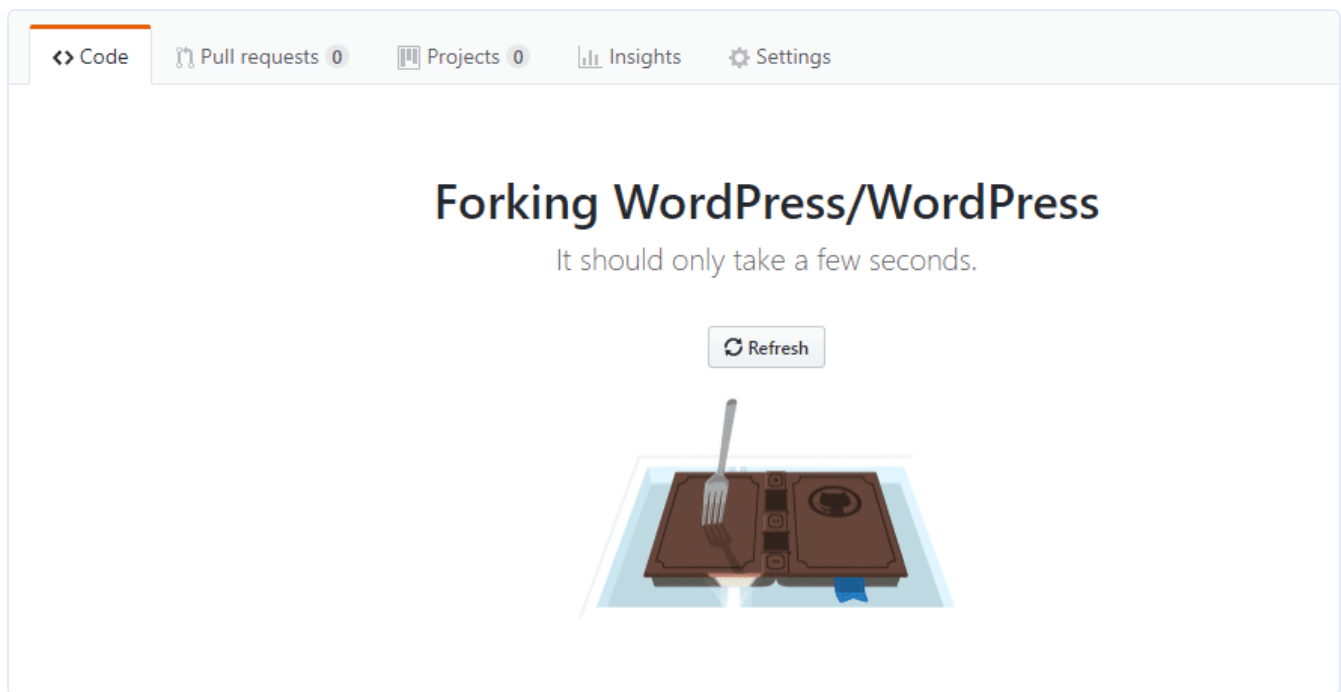 Code Pull requests 0 Projects 0 Insights Settings
Forking WordPress/WordPress
It should only take a few seconds.
Refresh